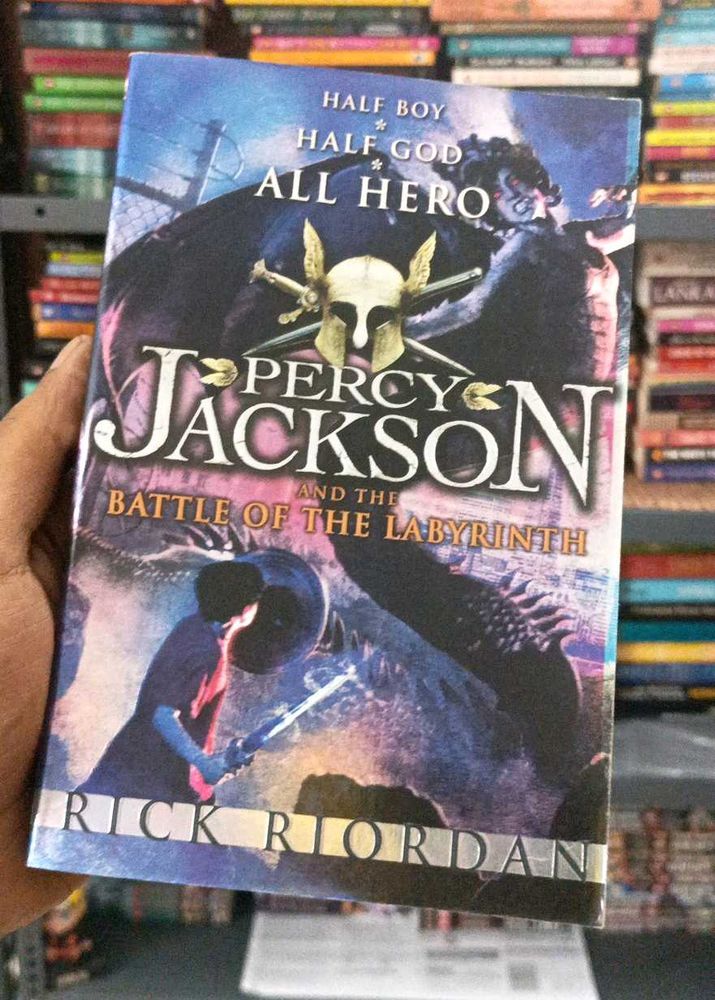 HALF BOY
*
HALF GOD
*
ALL HERO
PERCY
JACKSON
AND THE
BATTLE OF THE LABYRINTH
RICK RIORDAN